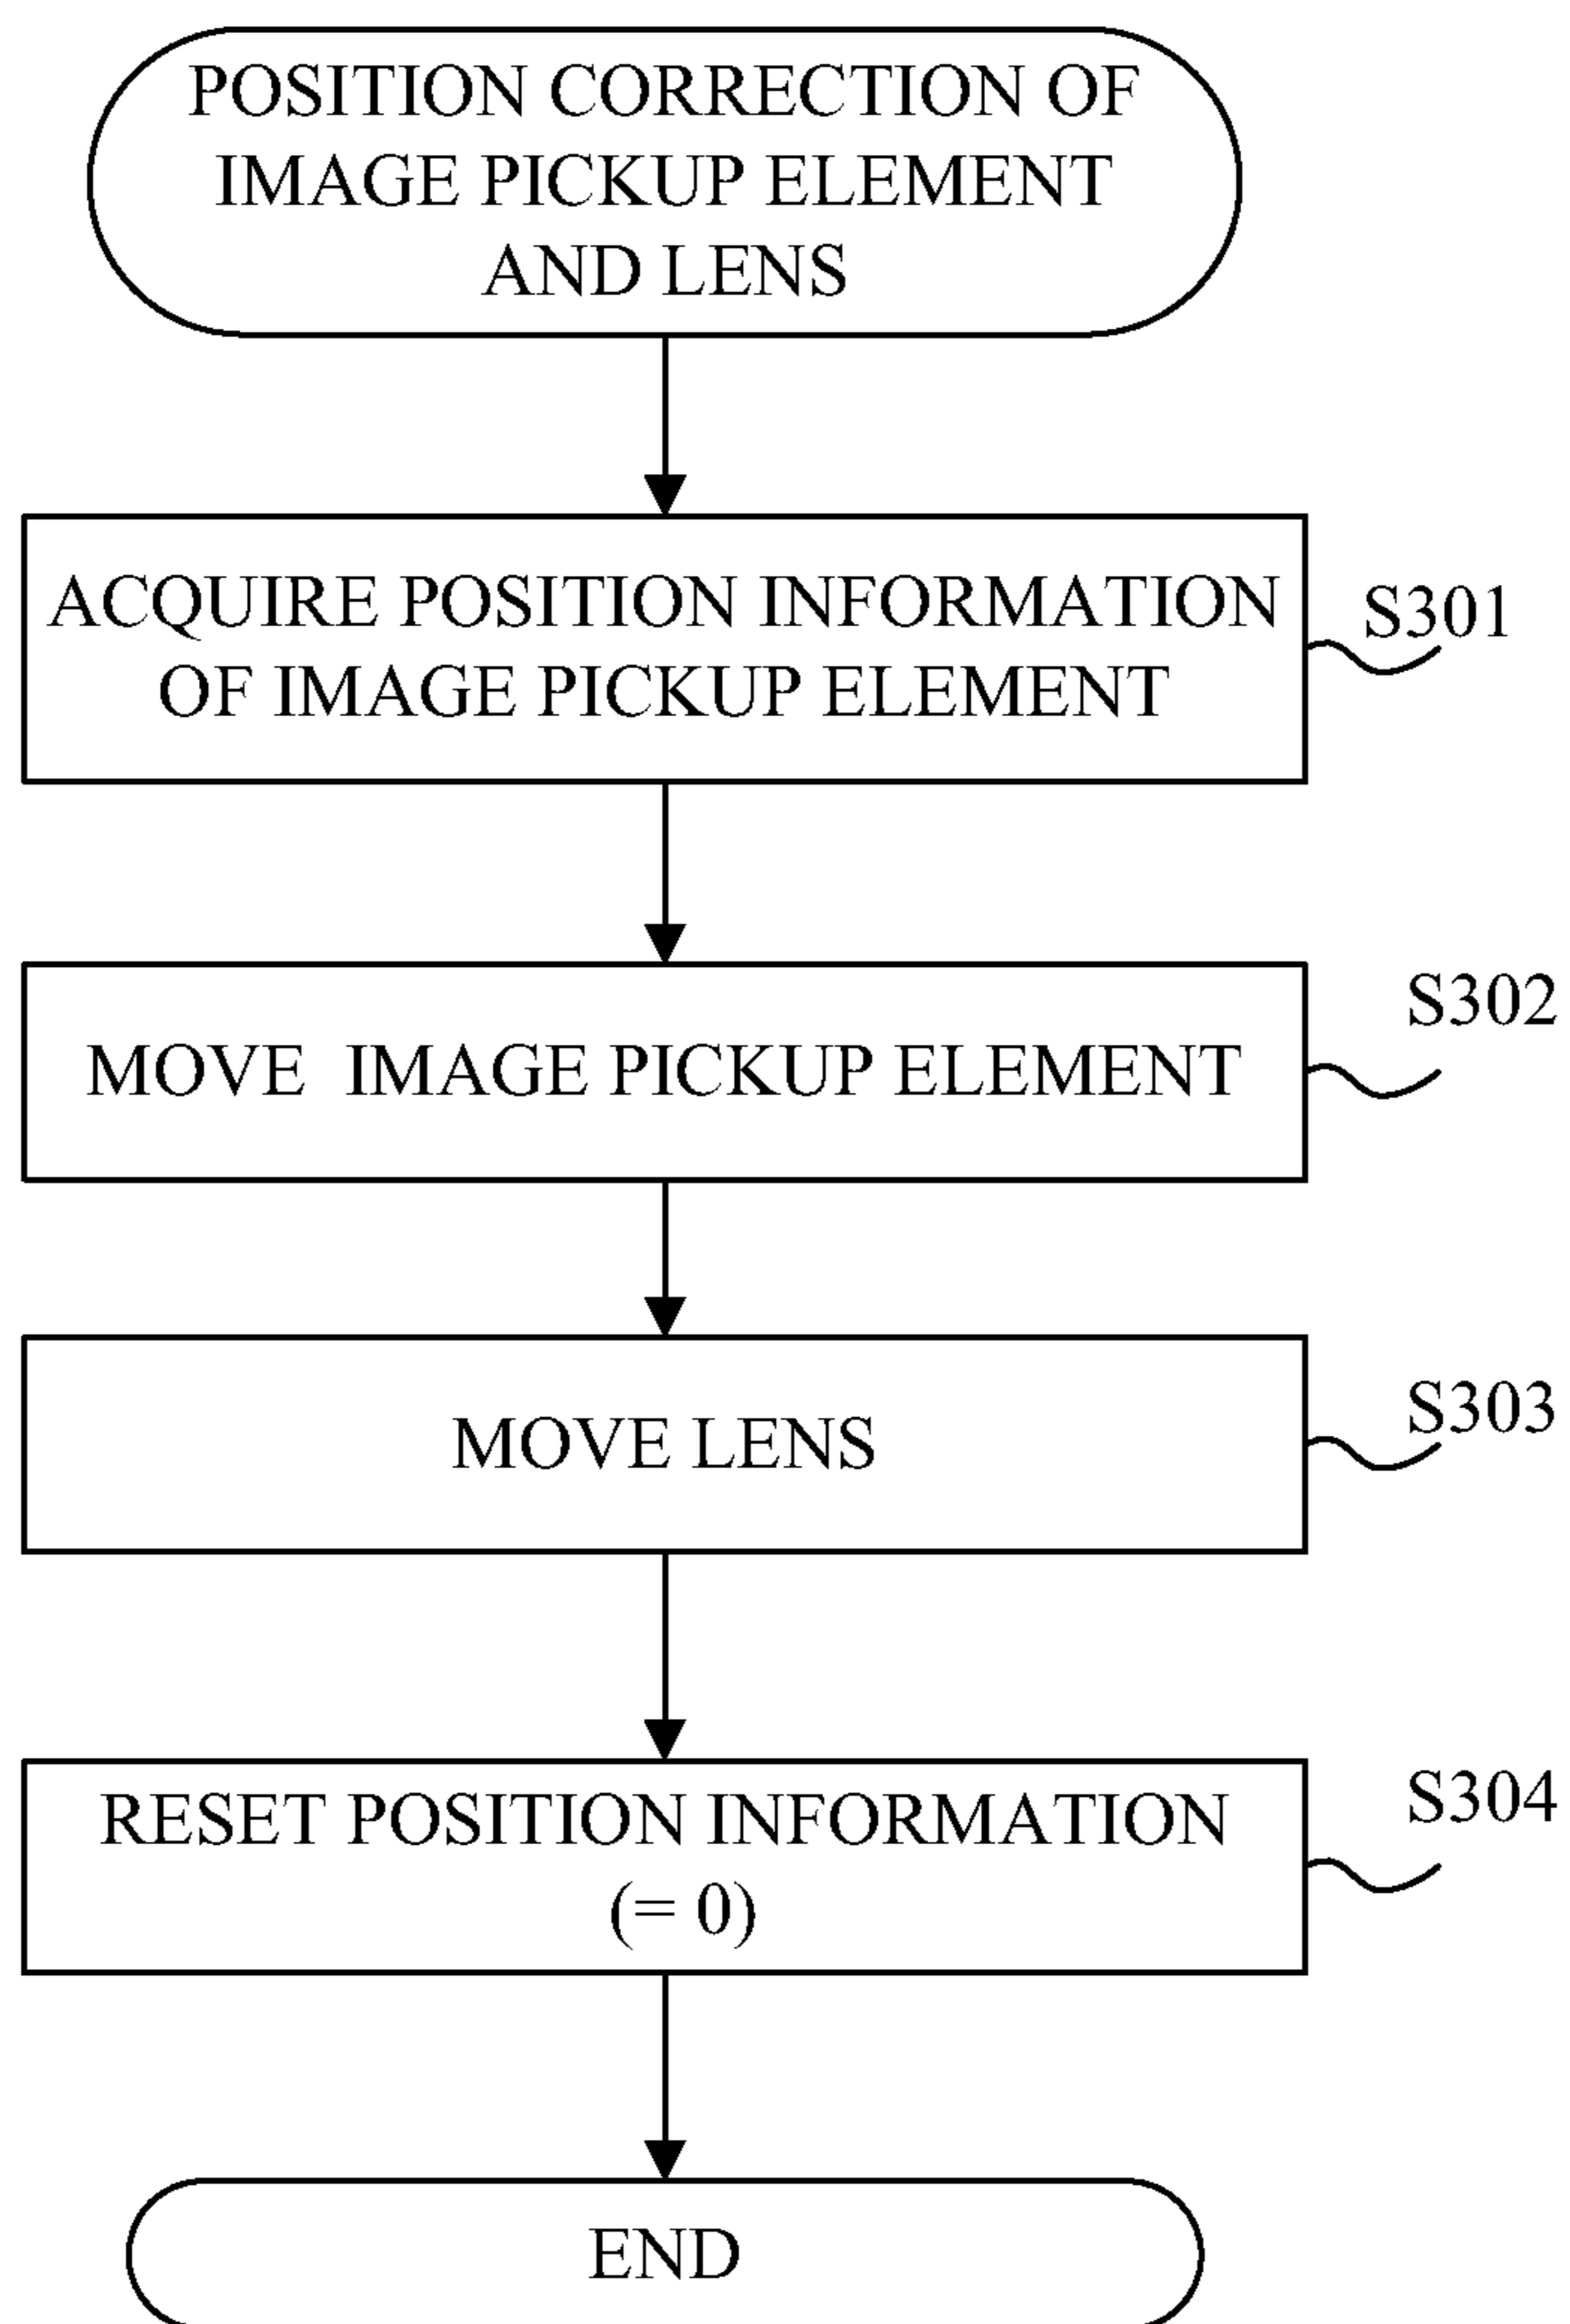 POSITION CORRECTION OF
IMAGE PICKUP ELEMENT
AND LENS
ACQUIRE POSITION INFORMATION
OF IMAGE PICKUP ELEMENT
S301
MOVE IMAGE PICKUP ELEMENT
S302
MOVE LENS
S303
RESET POSITION INFORMATION
(= 0)
S304
END